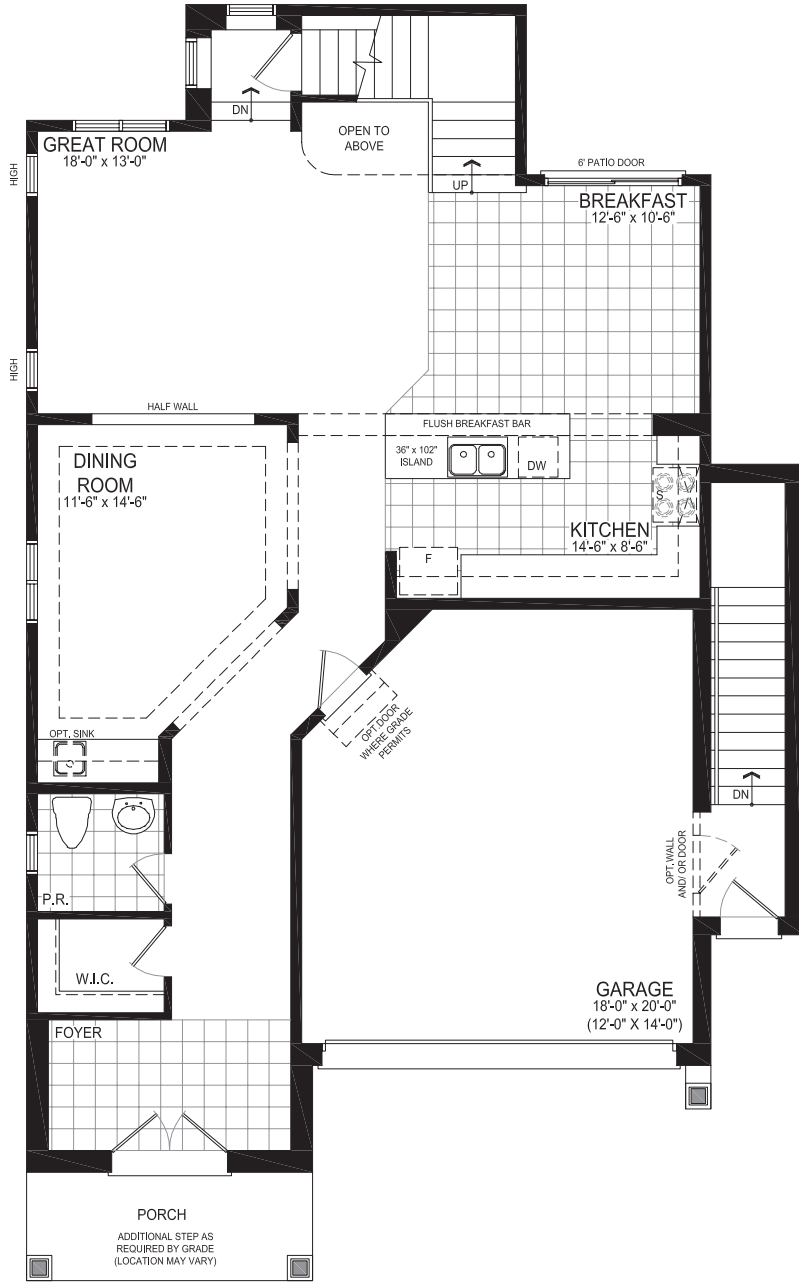 DN
OPEN TO
ABOVE
GREAT ROOM
18'-0" x 13'-0"
HIGH
UP
6' PATIO DOOR
BREAKFAST
12'-6" x 10'-6"
HIGH
HALF WALL
FLUSH BREAKFAST BAR
36" x 102"
ISLAND
DW
DINING
ROOM
11'-6" x 14'-6"
S
KITCHEN
14'-6" x 8'-6"
F
OPT. SINK
OPT. DOOR
WHERE GRADE
PERMITS
DN
OPT. WALL
AND/ OR DOOR
P.R.
W.I.C.
GARAGE
18'-0" x 20'-0"
(12'-0" X 14'-0")
FOYER
PORCH
ADDITIONAL STEP AS
REQUIRED BY GRADE
(LOCATION MAY VARY)